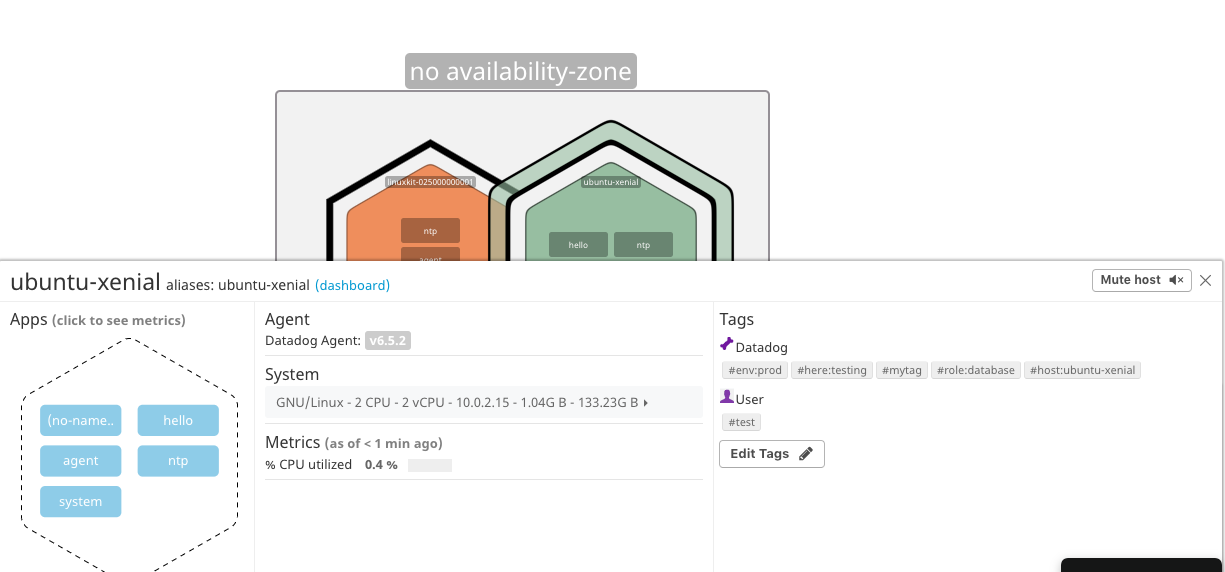 no availability-zone
linuxkit-025000000001
ubuntu-xenial
ntp
agent
hello
ntp
ubuntu-xenial aliases: ubuntu-xenial (dashboard)
Mute host
Apps (click to see metrics)
(no-name..
hello
agent
ntp
system
Agent
Datadog Agent: v6.5.2
System
GNU/Linux - 2 CPU - 2 vCPU - 10.0.2.15 - 1.04G B - 133.23G B
Metrics (as of < 1 min ago)
% CPU utilized 0.4 %
Tags
Datadog
#env:prod #here:testing #mytag #role:database #host:ubuntu-xenial
User
#test
Edit Tags